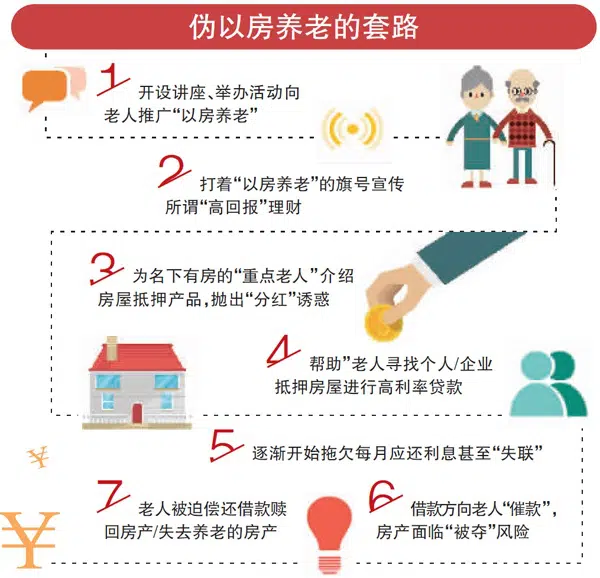 伪以房养老的套路
1
开设讲座、举办活动向
老人推广“以房养老”
2
打着“以房养老”的旗号宣传
所谓“高回报”理财
3
为名下有房的“重点老人”介绍
房屋抵押产品,抛出“分红”诱惑
4
帮助”老人寻找个人/企业
抵押房屋进行高利率贷款
5
逐渐开始拖欠每月应还利息甚至“失联”
6
借款方向老人“催款”,
房产面临“被夺”风险
7
老人被迫偿还借款赎
回房产/失去养老的房产
¥
¥